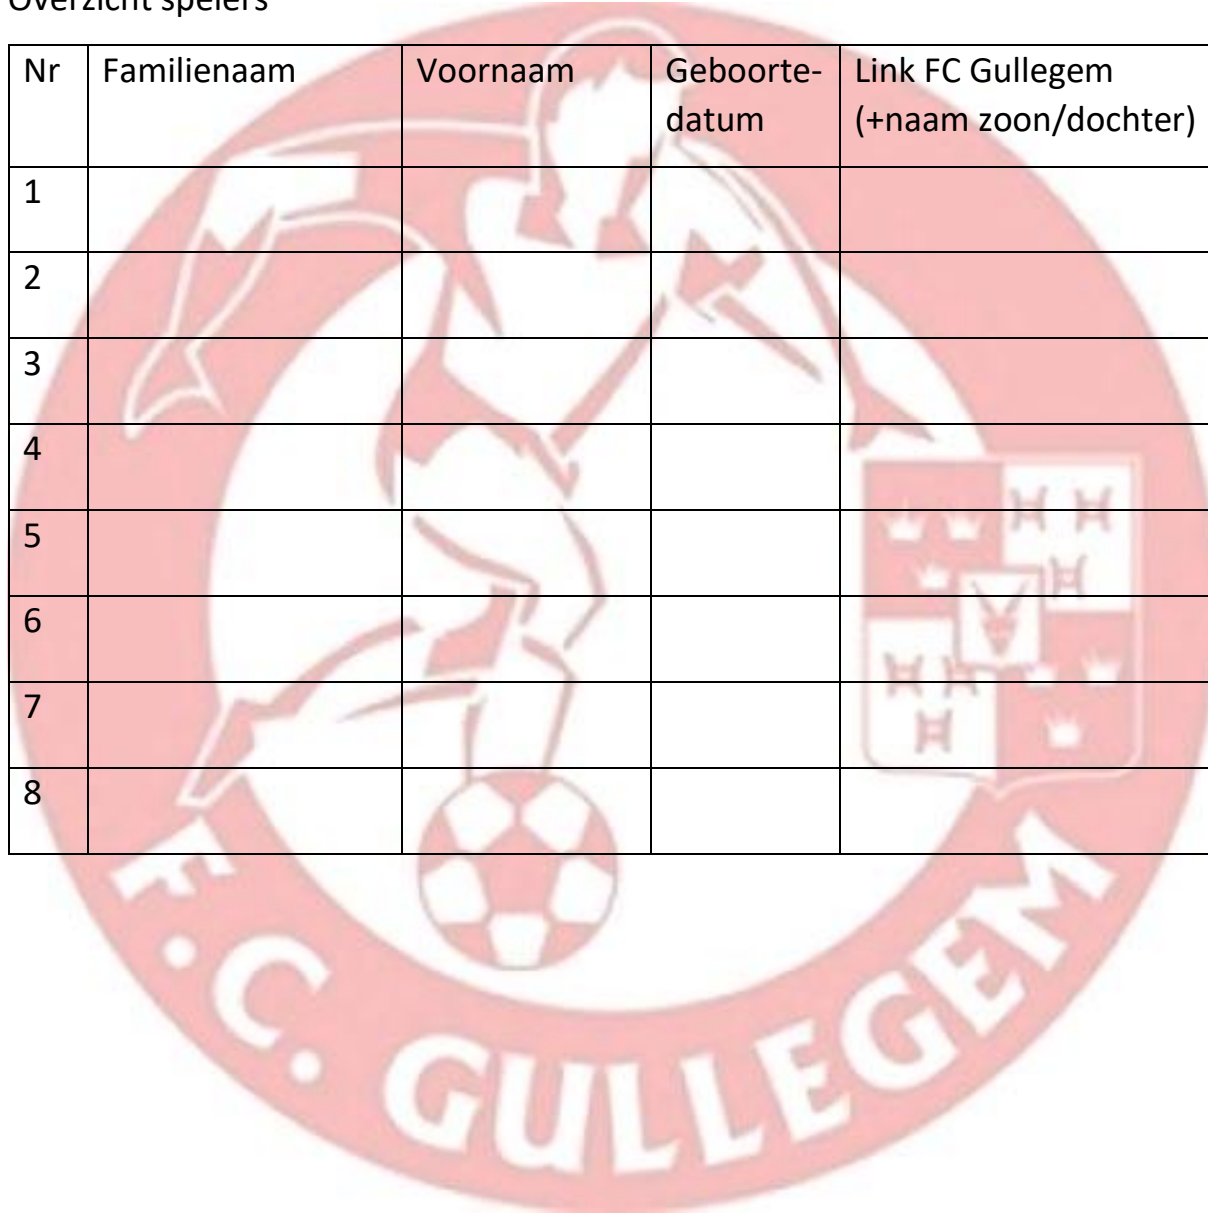 Overzicht spelers
Nr Familienaam Voornaam Geboorte- Link FC Gullegem
datum (+naam zoon/dochter)
1
2
3
4
5
6
7
8
F.C. GULLEGEM